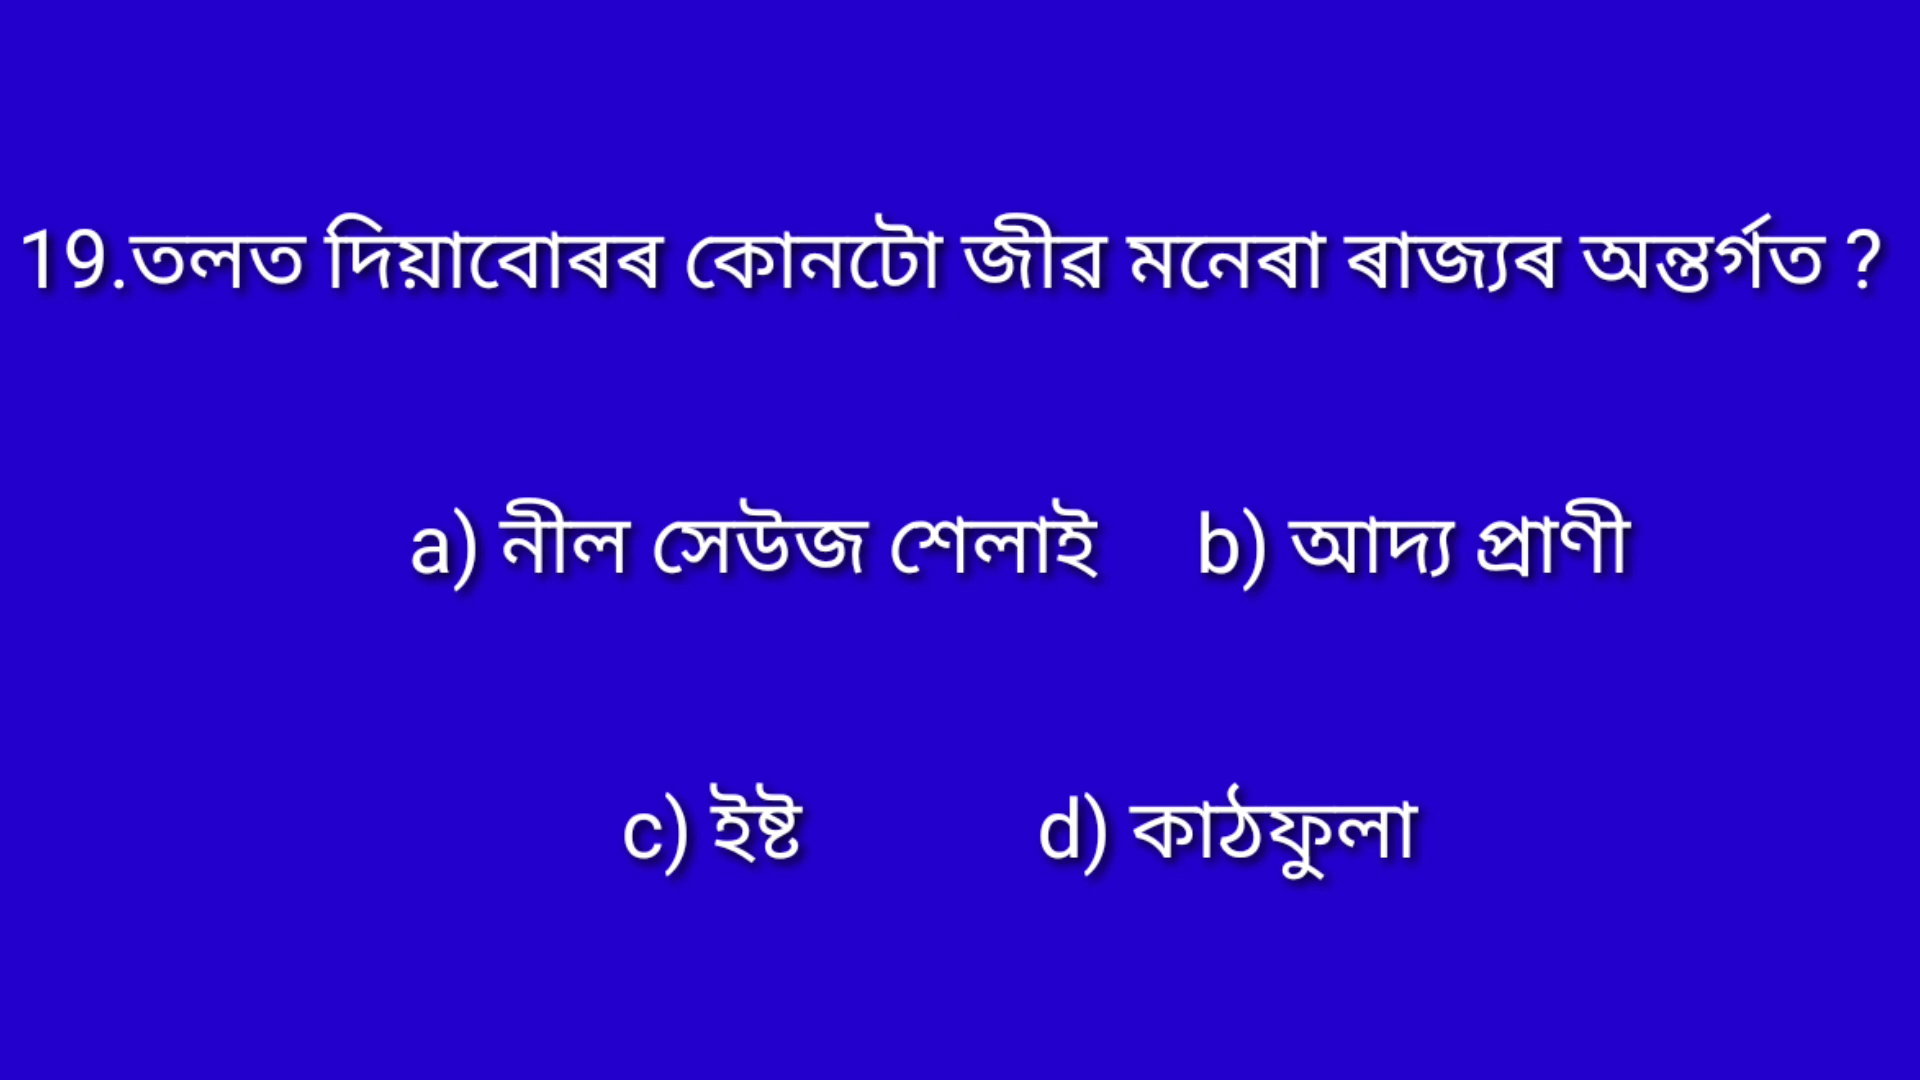 19.তলত দিয়াবোৰৰ কোনটো জীৱ মনেৰা ৰাজ্যৰ অন্তৰ্গত ?
a) নীল সেউজ শেলাই b) আদ্য প্ৰাণী
c) ইষ্ট d) কাঠফুলা